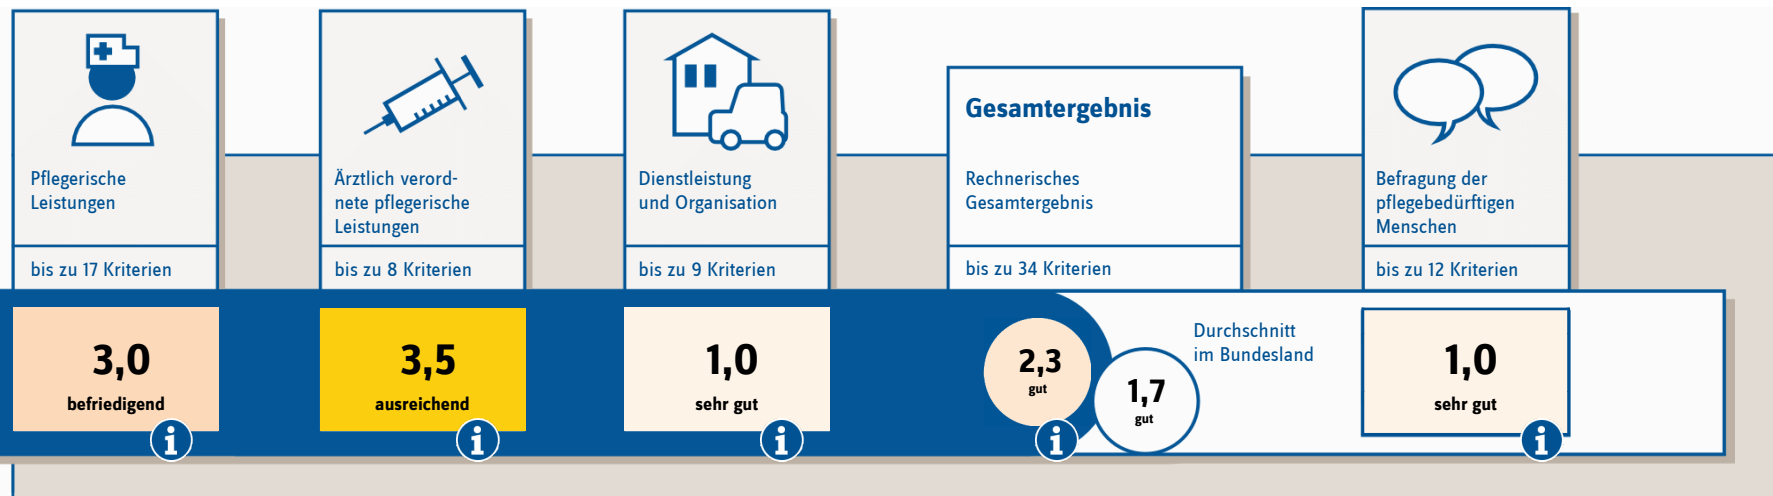 Pflegerische
Leistungen
bis zu 17 Kriterien
3,0
befriedigend
i
Ärztlich verord-
nete pflegerische
Leistungen
bis zu 8 Kriterien
3,5
ausreichend
i
Dienstleistung
und Organisation
bis zu 9 Kriterien
1,0
sehr gut
i
Gesamtergebnis
Rechnerisches
Gesamtergebnis
bis zu 34 Kriterien
2,3
gut
i
1,7
gut
Durchschnitt
im Bundesland
Befragung der
pflegebedürftigen
Menschen
bis zu 12 Kriterien
1,0
sehr gut
i